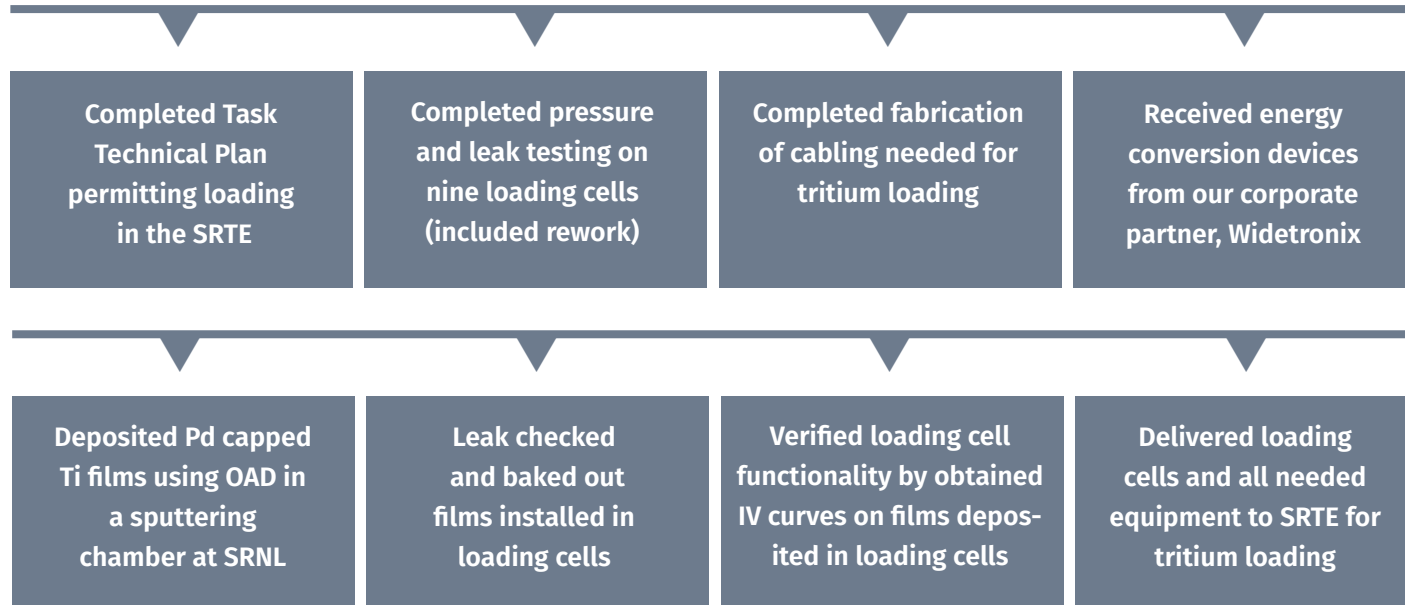 Completed Task
Technical Plan
permitting loading
in the SRTE
Completed pressure
and leak testing on
nine loading cells
(included rework)
Completed fabrication
of cabling needed for
tritium loading
Received energy
conversion devices
from our corporate
partner, Widetronix
Deposited Pd capped
Ti films using OAD in
a sputtering
chamber at SRNL
Leak checked
and baked out
films installed in
loading cells
Verified loading cell
functionality by obtained
IV curves on films depos-
ited in loading cells
Delivered loading
cells and all needed
equipment to SRTE for
tritium loading